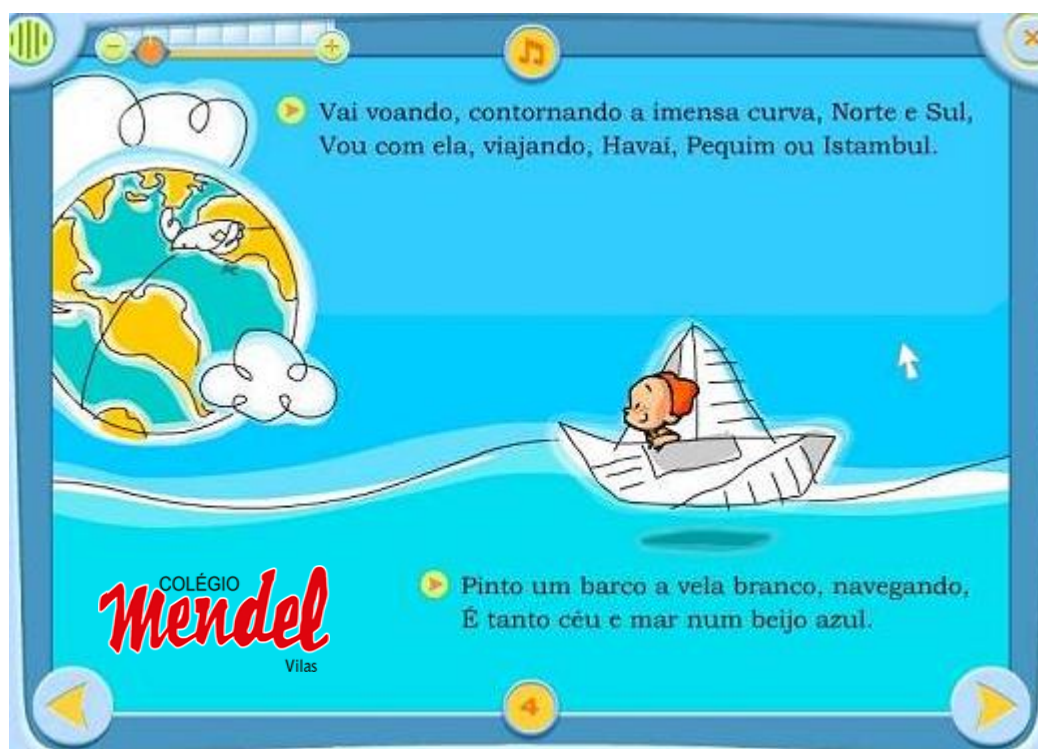 Vai voando, contornando a imensa curva, Norte e Sul,
Vou com ela, viajando, Havaí, Pequim ou Istambul.
COLÉGIO
Mendel
Vilas
Pinto um barco a vela branco, navegando,
É tanto céu e mar num beijo azul.
4